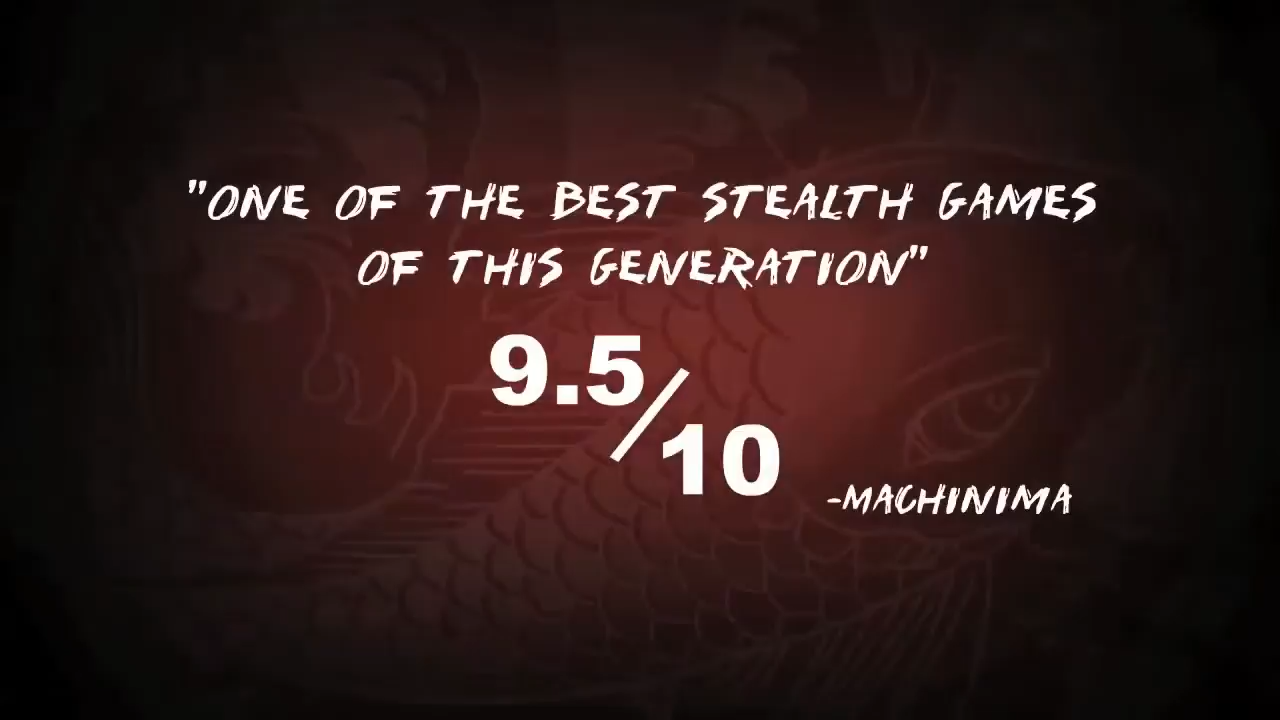 "ONE OF THE BEST STEALTH GAMES
OF THIS GENERATION"
9.5/10
-MACHINIMA